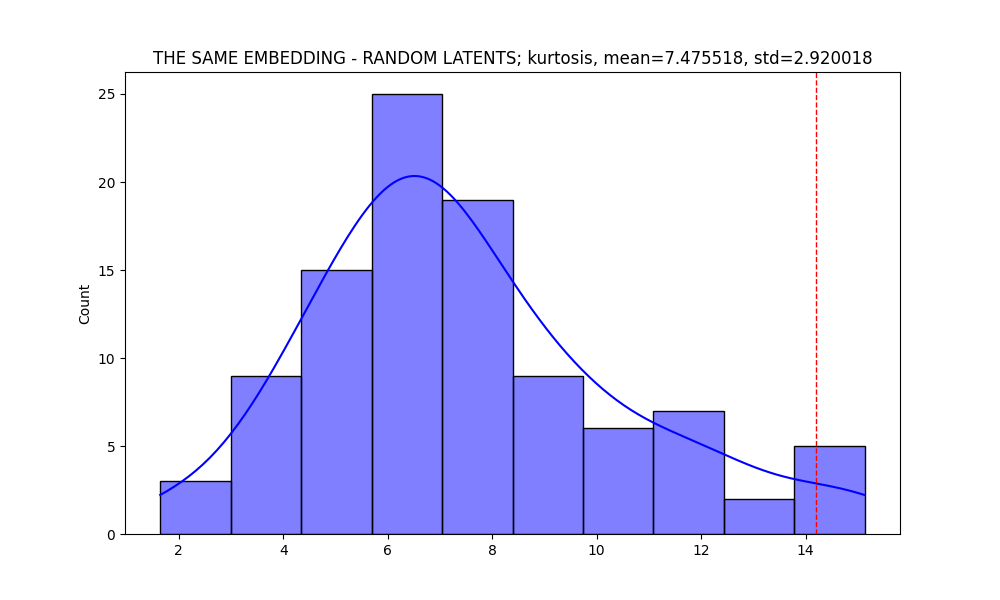 THE SAME EMBEDDING - RANDOM LATENTS; kurtosis, mean=7.475518, std=2.920018
25
20
15
10
5
0
Count
2 4 6 8 10 12 14